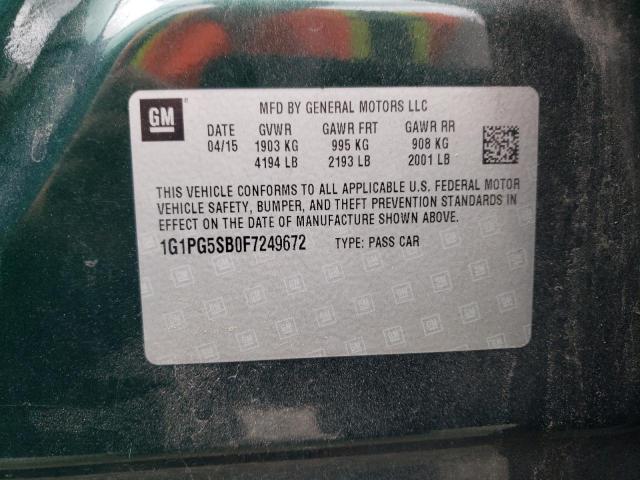 GM
MFD BY GENERAL MOTORS LLC
DATE GVWR GAWR FRT GAWR RR
04/15 1903 KG 995 KG 908 KG
4194 LB 2193 LB 2001 LB
THIS VEHICLE CONFORMS TO ALL APPLICABLE U.S. FEDERAL MOTOR
VEHICLE SAFETY, BUMPER, AND THEFT PREVENTION STANDARDS IN
EFFECT ON THE DATE OF MANUFACTURE SHOWN ABOVE.
1G1PG5SB0F7249672 TYPE: PASS CAR